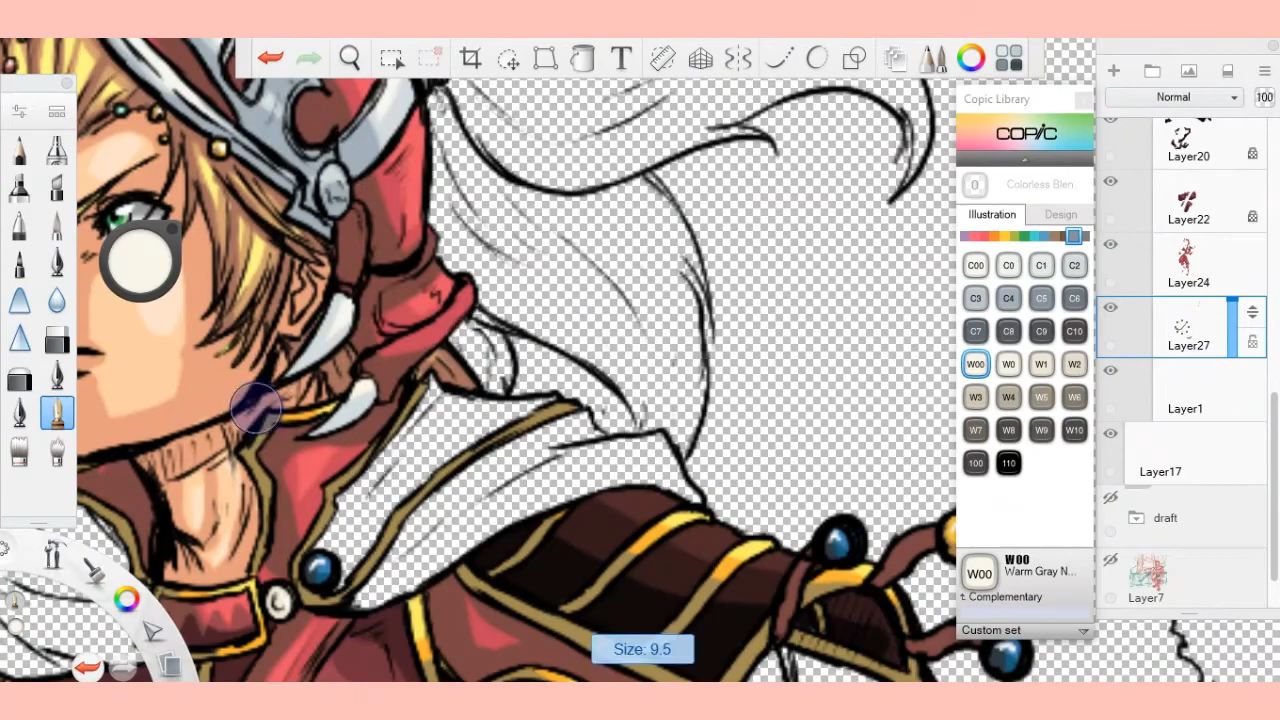 T
Normal
100
Copic Library
COPIC
0
Colorless Blen
Illustration
Design
C00
C0
C1
C2
C3
C4
C5
C6
C7
C8
C9
C10
W00
W0
W1
W2
W3
W4
W5
W6
W7
W8
W9
W10
100
110
W00
W00
Warm Gray N...
t. Complementary
Custom set
Layer20
Layer22
Layer24
Layer27
Layer1
Layer17
draft
Layer7
Size: 9.5